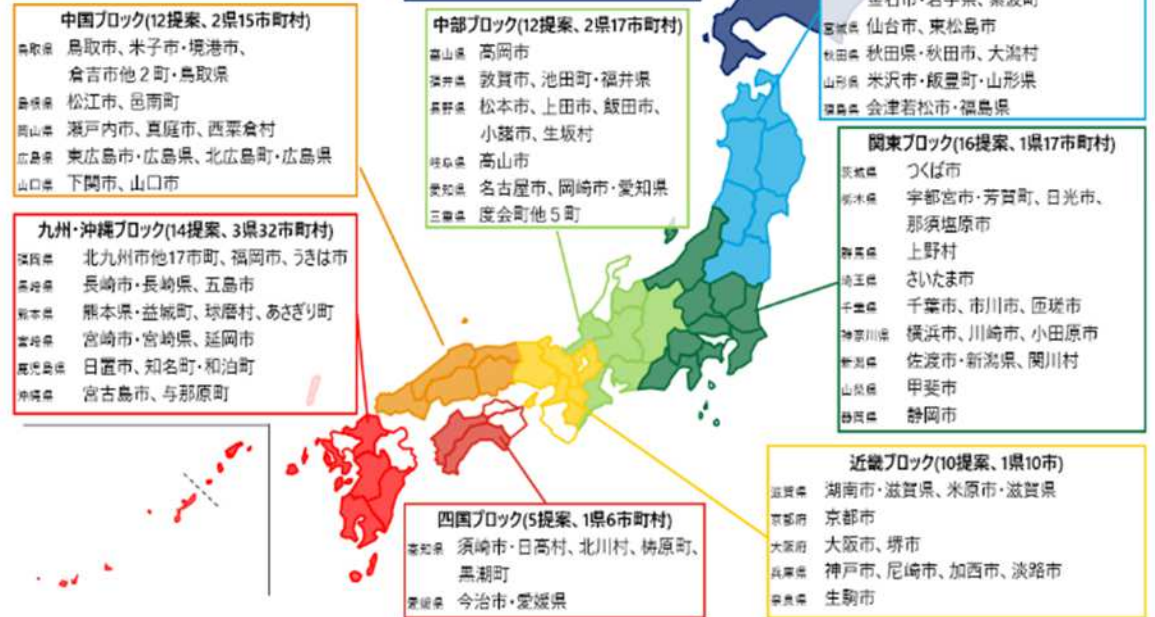 中国ブロック(12提案、2県15市町村)
鳥取県 鳥取市、米子市・境港市、
倉吉市他2町・鳥取県
島根県 松江市、邑南町
岡山県 瀬戸内市、真庭市、西粟倉村
広島県 東広島市・広島県、北広島町・広島県
山口県 下関市、山口市
九州・沖縄ブロック(14提案、3県32市町村)
福岡県 北九州市他17市町、福岡市、うきは市
長崎県 長崎市・長崎県、五島市
熊本県 熊本県・益城町、球磨村、あさぎり町
宮崎県 宮崎市・宮崎県、延岡市
鹿児島県 日置市、知名町・和泊町
沖縄県 宮古島市、与那原町
中部ブロック(12提案、2県17市町村)
富山県 高岡市
福井県 敦賀市、池田町・福井県
長野県 松本市、上田市、飯田市、
小諸市、生坂村
岐阜県 高山市
愛知県 名古屋市、岡崎市・愛知県
三重県 度会町他5町
釜石市・岩手県、紫波町
宮城県 仙台市、東松島市
秋田県 秋田県・秋田市、大潟村
山形県 米沢市・飯豊町・山形県
福島県 会津若松市・福島県
関東ブロック(16提案、1県17市町村)
茨城県 つくば市
栃木県 宇都宮市・芳賀町、日光市、
那須塩原市
群馬県 上野村
埼玉県 さいたま市
千葉県 千葉市、市川市、匝瑳市
神奈川県 横浜市、川崎市、小田原市
新潟県 佐渡市・新潟県、関川村
山梨県 甲斐市
静岡県 静岡市
近畿ブロック(10提案、1県10市)
滋賀県 湖南市・滋賀県、米原市・滋賀県
京都府 京都市
大阪府 大阪市、堺市
兵庫県 神戸市、尼崎市、加西市、淡路市
奈良県 生駒市
四国ブロック(5提案、1県6市町村)
高知県 須崎市・日高村、北川村、梼原町、
黒潮町
愛媛県 今治市・愛媛県